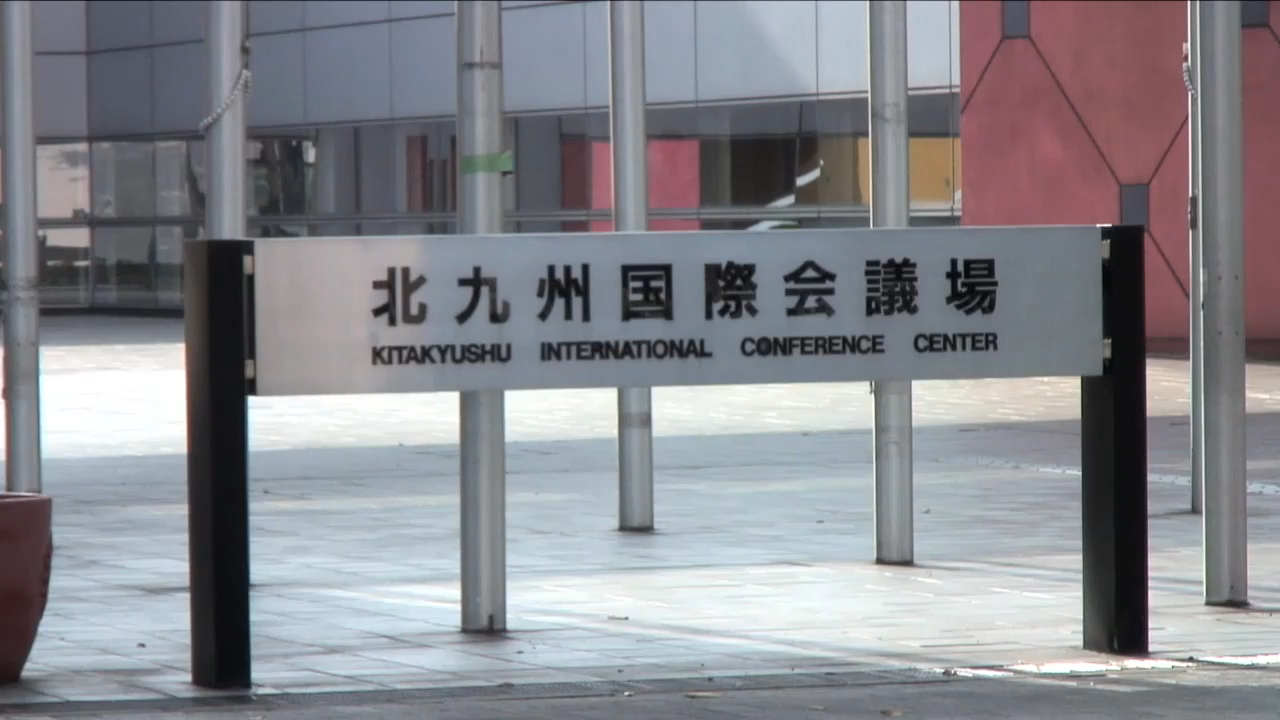 北九州国際会議場
KITAKYUSHU INTERNATIONAL CONFERENCE CENTER